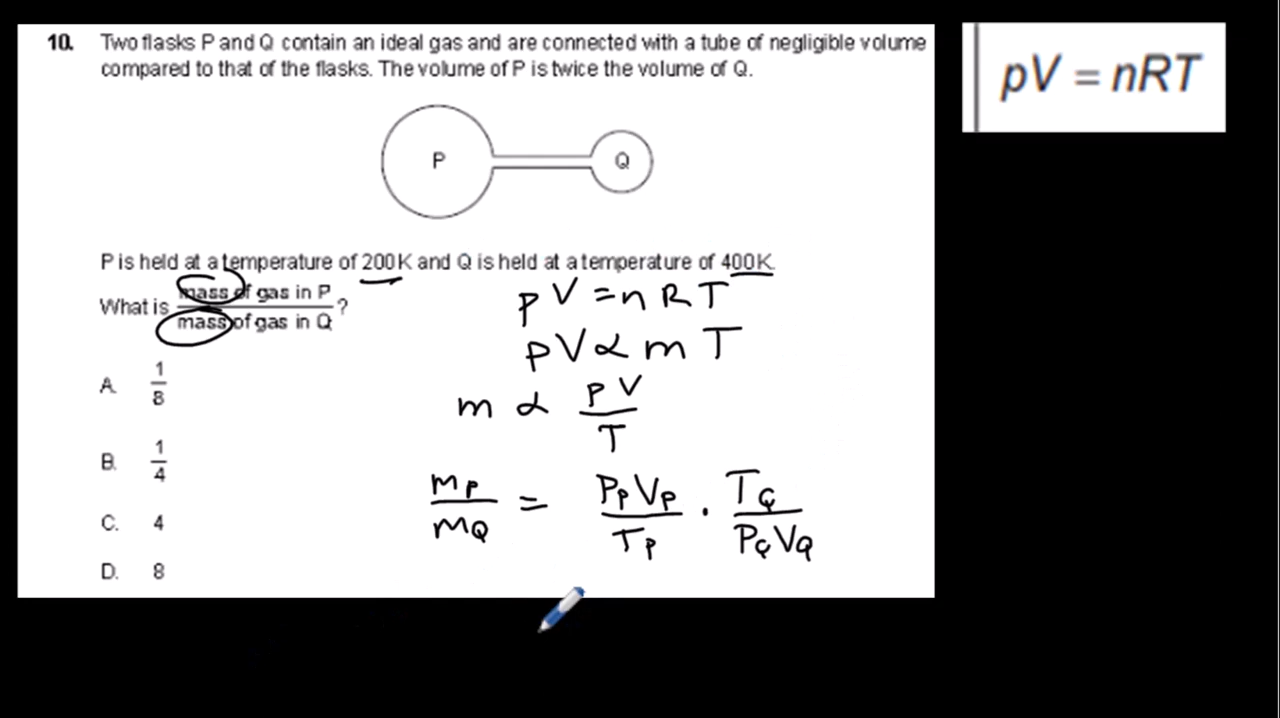 10. Two flasks P and Q contain an ideal gas and are connected with a tube of negligible volume
compared to that of the flasks. The volume of P is twice the volume of Q.
pV = nRT
P
Q
P is held at a temperature of 200K and Q is held at a temperature of 400K.
What is mass of gas in P / mass of gas in Q ?
pV = nRT
pV ∝ mT
m ∝ PV / T
mP / mQ = PPVP / TP · TQ / PQVQ
A. 1/8
B. 1/4
C. 4
D. 8